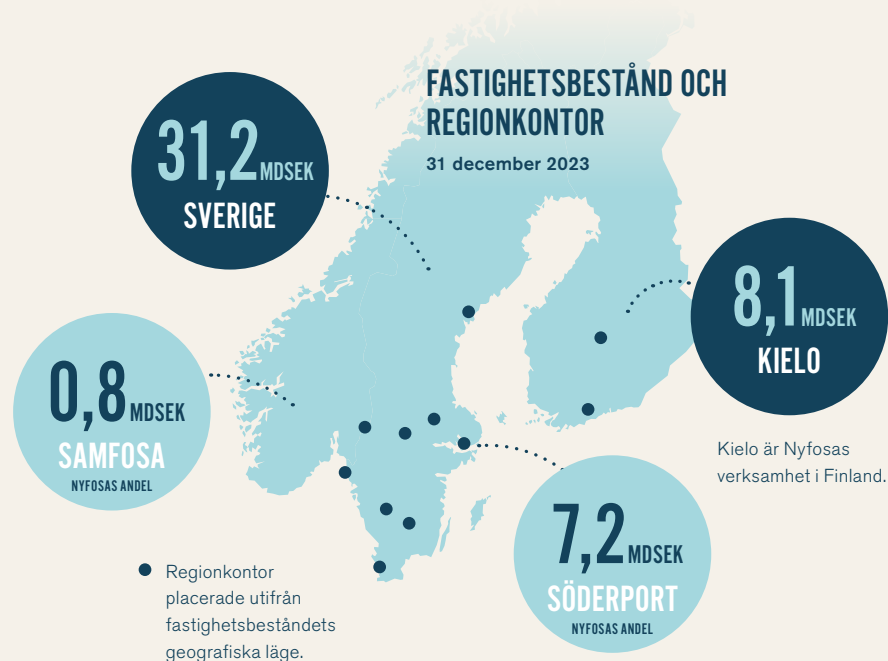 FASTIGHETSBESTÅND OCH
REGIONKONTOR
31 december 2023
31,2 MDSEK
SVERIGE
8,1 MDSEK
KIELO
Kielo är Nyfosas
verksamhet i Finland.
0,8 MDSEK
SAMFOSA
NYFOSAS ANDEL
7,2 MDSEK
SÖDERPORT
NYFOSAS ANDEL
Regionkontor
placerade utifrån
fastighetsbeståndets
geografiska läge.